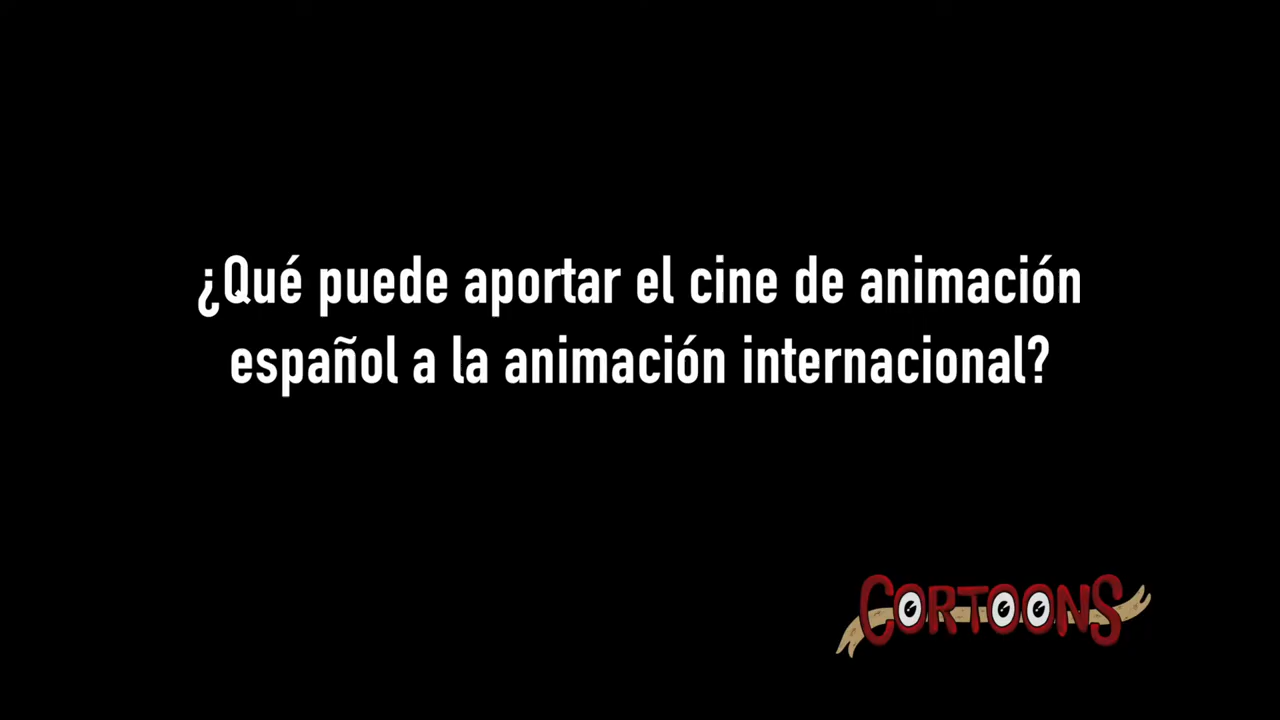 ¿Qué puede aportar el cine de animación
español a la animación internacional?
CORTOONS